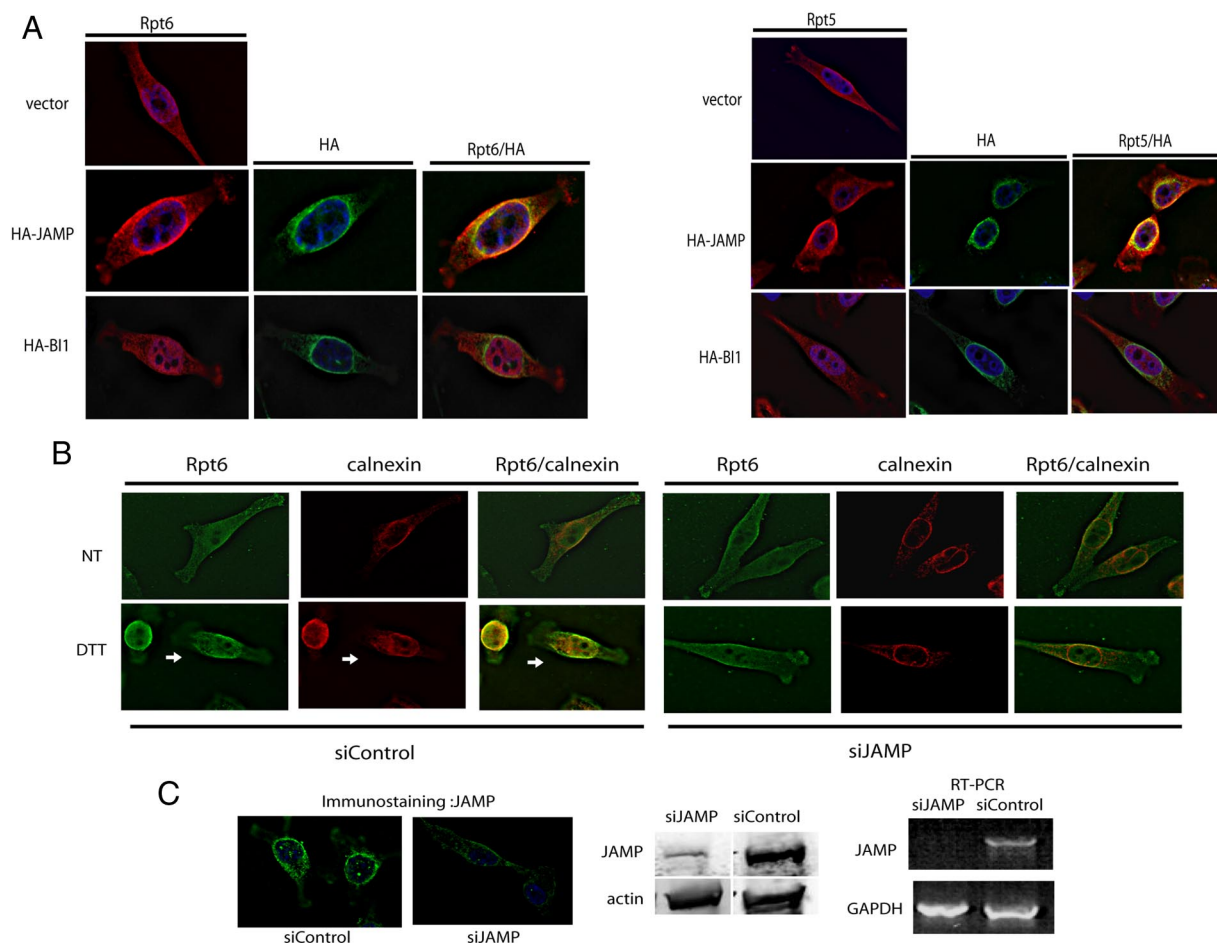 A
Rpt6
vector
HA
Rpt6/HA
HA-JAMP
HA-BI1
Rpt5
vector
HA
Rpt5/HA
HA-JAMP
HA-BI1
B
Rpt6 calnexin Rpt6/calnexin Rpt6 calnexin Rpt6/calnexin
NT
DTT
siControl siJAMP
C
Immunostaining :JAMP
siControl siJAMP
siJAMP siControl
JAMP
actin
RT-PCR
siJAMP siControl
JAMP
GAPDH